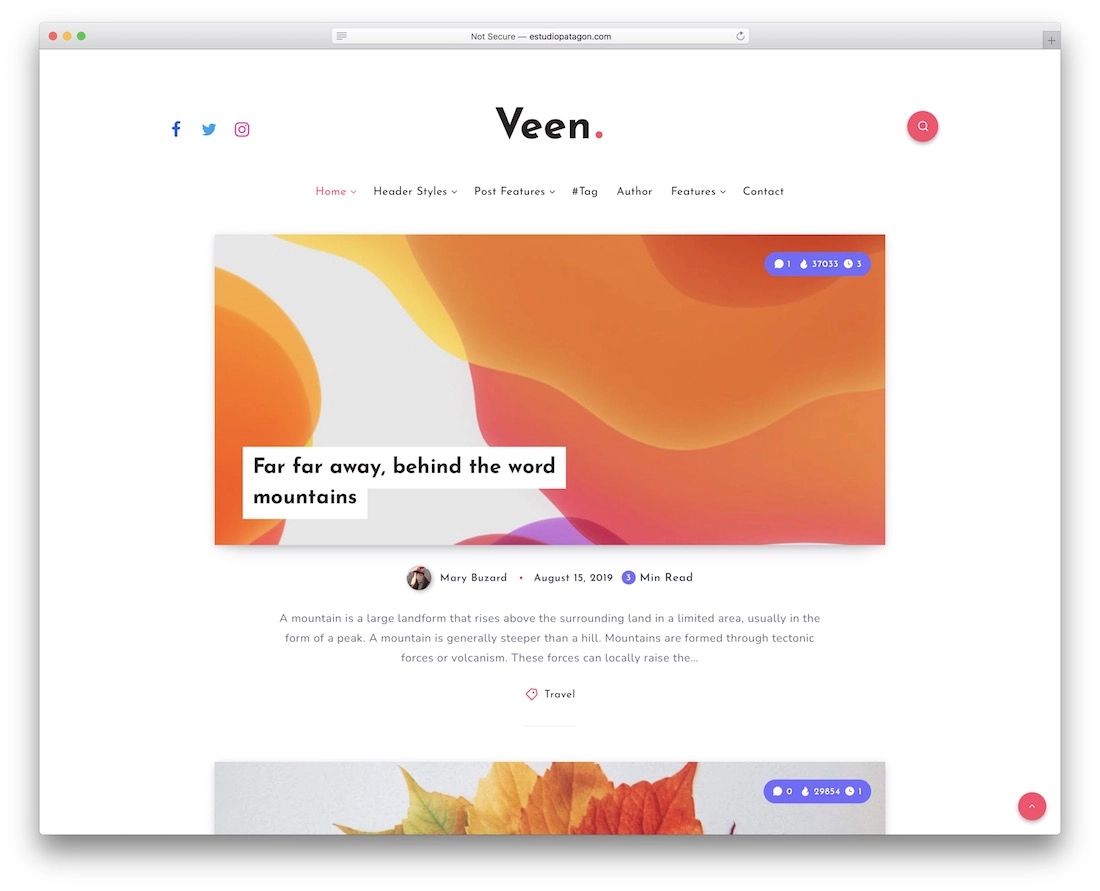 Not Secure — estudiopatagon.com
Veen.
Home Header Styles Post Features #Tag Author Features Contact
1 37033 3
Far far away, behind the word
mountains
Mary Buzard • August 15, 2019 3 Min Read
A mountain is a large landform that rises above the surrounding land in a limited area, usually in the
form of a peak. A mountain is generally steeper than a hill. Mountains are formed through tectonic
forces or volcanism. These forces can locally raise the...
Travel
0 29854 1